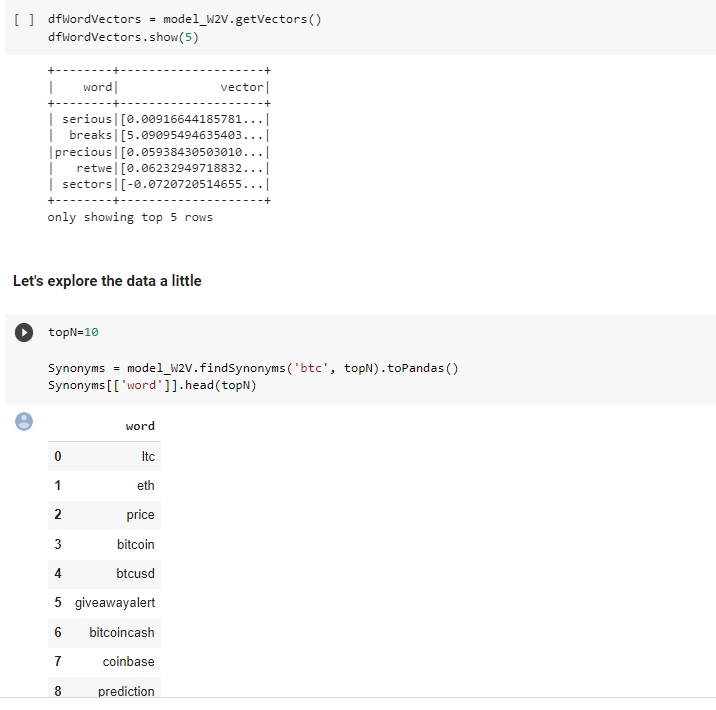 [ ] dfWordVectors = model_W2V.getVectors()
dfWordVectors.show(5)
+--------+--------------------+
|    word|              vector|
+--------+--------------------+
| serious|[0.00916644185781...|
|  breaks|[5.09095494635403...|
|precious|[0.05938430503010...|
|   retwe|[0.06232949718832...|
| sectors|[-0.0720720514655...|
+--------+--------------------+
only showing top 5 rows
Let's explore the data a little
topN=10
Synonyms = model_W2V.findSynonyms('btc', topN).toPandas()
Synonyms[['word']].head(topN)
word
0 ltc
1 eth
2 price
3 bitcoin
4 btcusd
5 giveawayalert
6 bitcoincash
7 coinbase
8 prediction